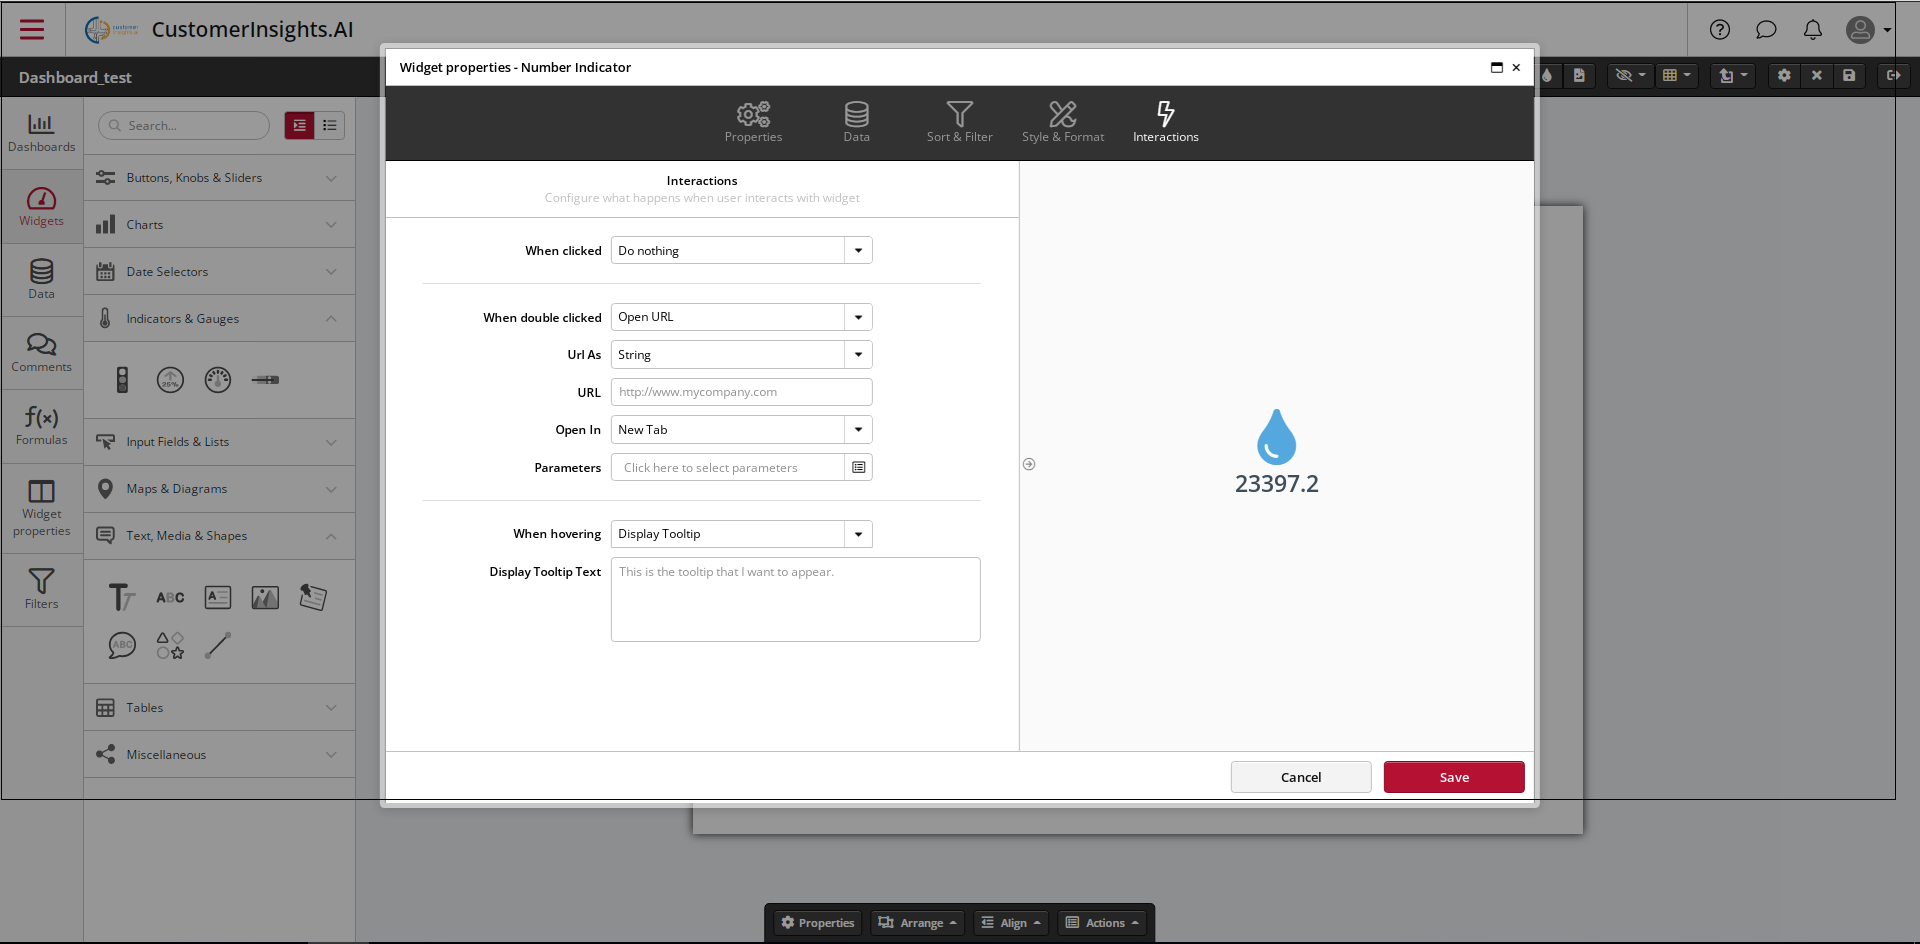 CustomerInsights.AI
Dashboard_test
Dashboards
Widgets
Data
Comments
Formulas
Widget
properties
Filters
Search...
Buttons, Knobs & Sliders
Charts
Date Selectors
Indicators & Gauges
25%
Input Fields & Lists
Maps & Diagrams
Text, Media & Shapes
ABC
ABC
Tables
Miscellaneous
Widget properties - Number Indicator
Properties
Data
Sort & Filter
Style & Format
Interactions
Interactions
Configure what happens when user interacts with widget
When clicked Do nothing
When double clicked Open URL
Url As String
URL http://www.mycompany.com
Open In New Tab
Parameters Click here to select parameters
When hovering Display Tooltip
Display Tooltip Text This is the tooltip that I want to appear.
23397.2
Cancel Save
Properties Arrange Align Actions